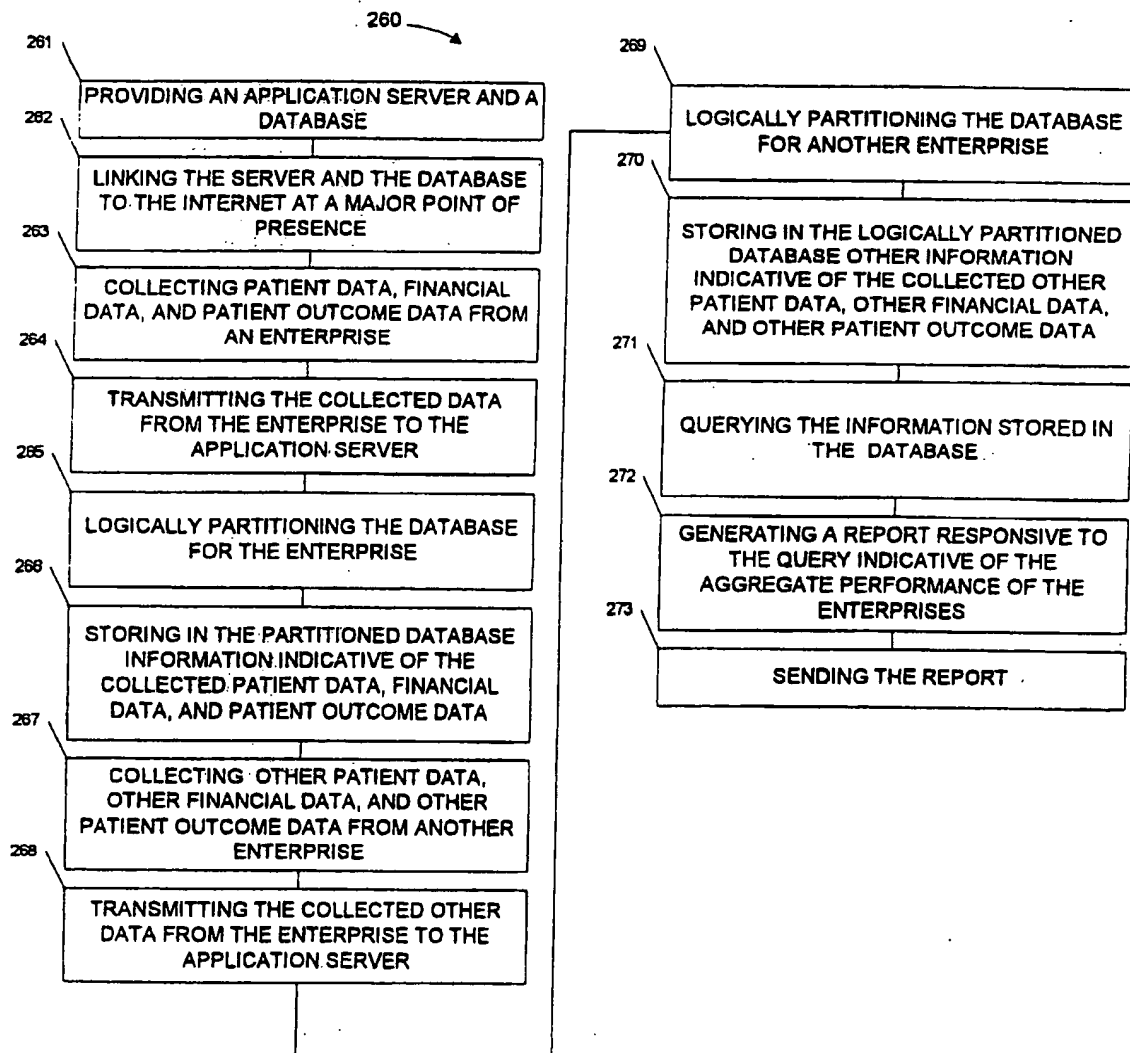 260
261
PROVIDING AN APPLICATION SERVER AND A
DATABASE
262
LINKING THE SERVER AND THE DATABASE
TO THE INTERNET AT A MAJOR POINT OF
PRESENCE
263
COLLECTING PATIENT DATA, FINANCIAL
DATA, AND PATIENT OUTCOME DATA FROM
AN ENTERPRISE
264
TRANSMITTING THE COLLECTED DATA
FROM THE ENTERPRISE TO THE
APPLICATION SERVER
265
LOGICALLY PARTITIONING THE DATABASE
FOR THE ENTERPRISE
266
STORING IN THE PARTITIONED DATABASE
INFORMATION INDICATIVE OF THE
COLLECTED PATIENT DATA, FINANCIAL
DATA, AND PATIENT OUTCOME DATA
267
COLLECTING OTHER PATIENT DATA,
OTHER FINANCIAL DATA, AND OTHER
PATIENT OUTCOME DATA FROM ANOTHER
ENTERPRISE
268
TRANSMITTING THE COLLECTED OTHER
DATA FROM THE ENTERPRISE TO THE
APPLICATION SERVER
269
LOGICALLY PARTITIONING THE DATABASE
FOR ANOTHER ENTERPRISE
270
STORING IN THE LOGICALLY PARTITIONED
DATABASE OTHER INFORMATION
INDICATIVE OF THE COLLECTED OTHER
PATIENT DATA, OTHER FINANCIAL DATA,
AND OTHER PATIENT OUTCOME DATA
271
QUERYING THE INFORMATION STORED IN
THE DATABASE
272
GENERATING A REPORT RESPONSIVE TO
THE QUERY INDICATIVE OF THE
AGGREGATE PERFORMANCE OF THE
ENTERPRISES
273
SENDING THE REPORT